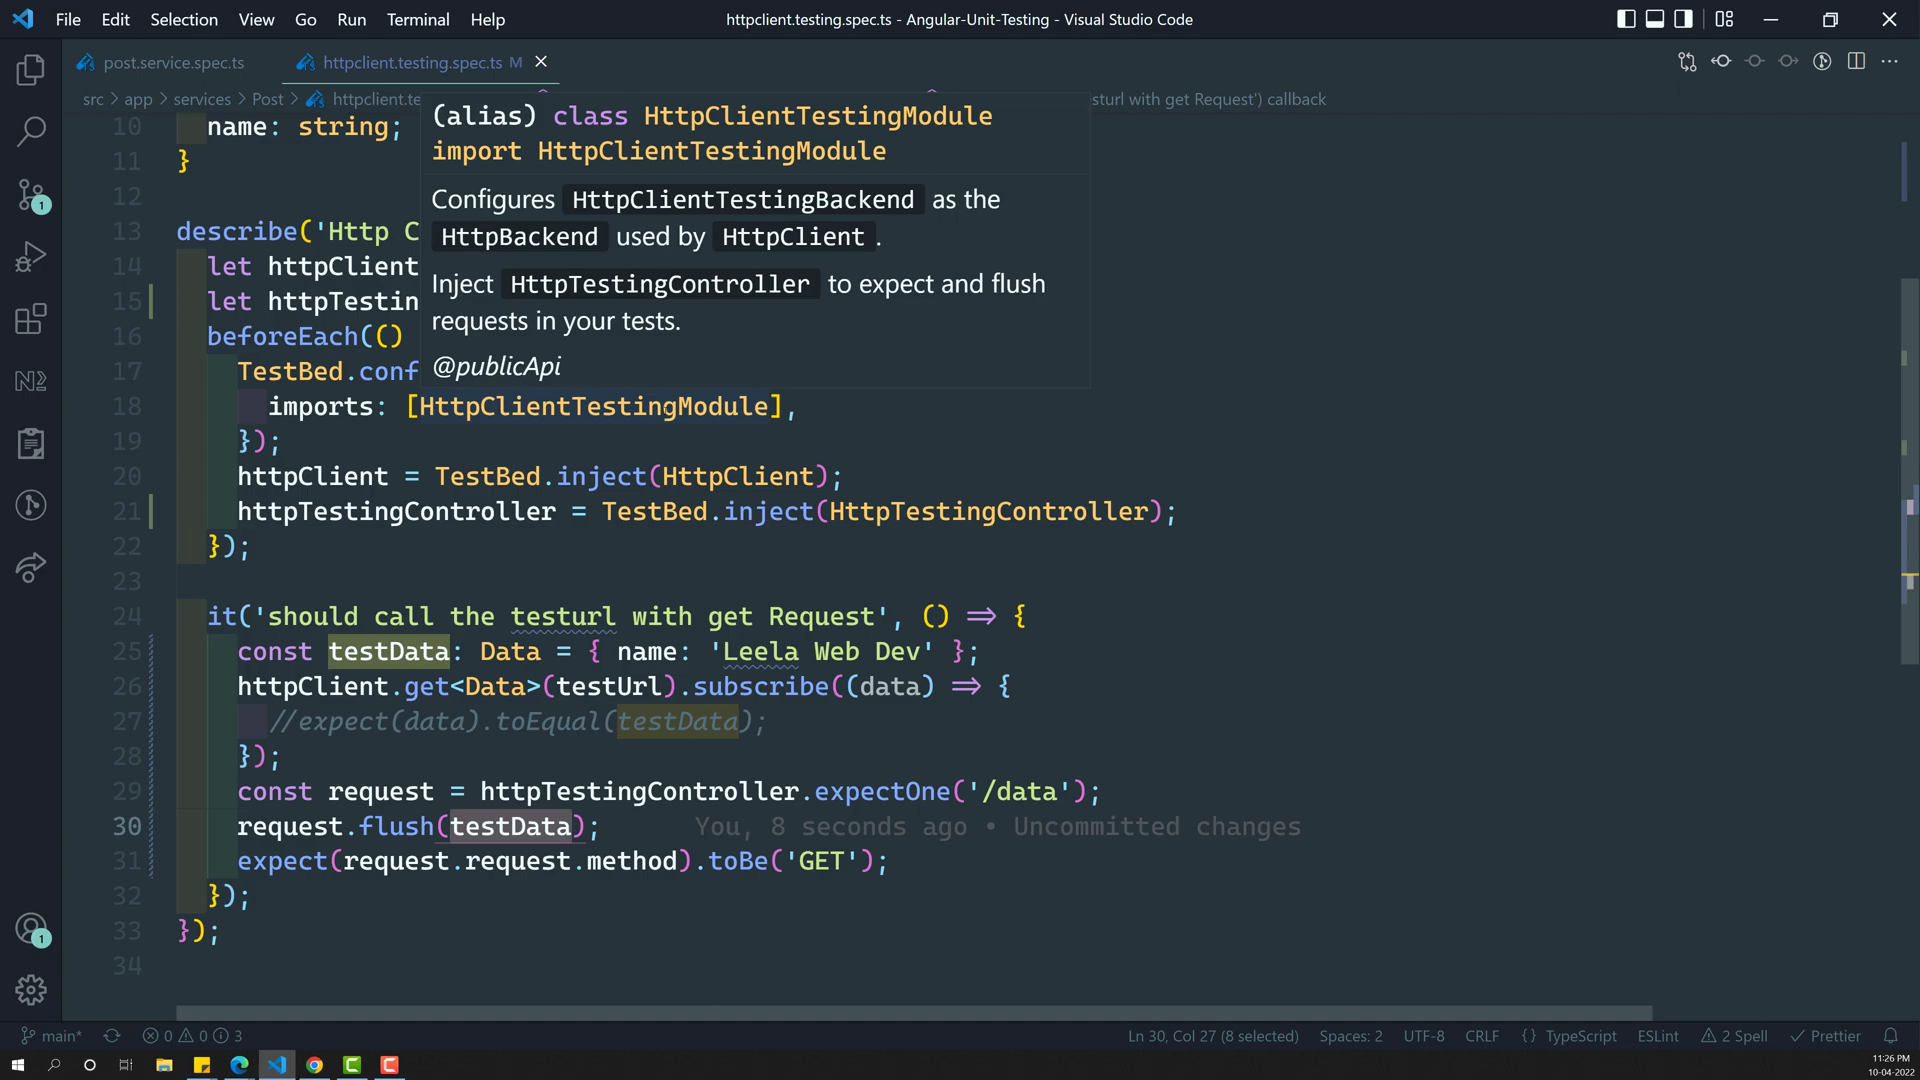 File Edit Selection View Go Run Terminal Help
httpclient.testing.spec.ts - Angular-Unit-Testing - Visual Studio Code
post.service.spec.ts
httpclient.testing.spec.ts M
src > app > services > Post > httpclient.te
sturl with get Request') callback
(alias) class HttpClientTestingModule
import HttpClientTestingModule
Configures HttpClientTestingBackend as the
HttpBackend used by HttpClient.
Inject HttpTestingController to expect and flush
requests in your tests.
@publicApi
10 name: string;
11 }
12
13 describe('Http C
14 let httpClient
15 let httpTestin
16 beforeEach(()
17 TestBed.conf
18 imports: [HttpClientTestingModule],
19 });
20 httpClient = TestBed.inject(HttpClient);
21 httpTestingController = TestBed.inject(HttpTestingController);
22 });
23
24 it('should call the testurl with get Request', () => {
25 const testData: Data = { name: 'Leela Web Dev' };
26 httpClient.get<Data>(testUrl).subscribe((data) => {
27 //expect(data).toEqual(testData);
28 });
29 const request = httpTestingController.expectOne('/data');
30 request.flush(testData); You, 8 seconds ago • Uncommitted changes
31 expect(request.request.method).toBe('GET');
32 });
33 });
34
1
1
main* 0 0 3
Ln 30, Col 27 (8 selected) Spaces: 2 UTF-8 CRLF {} TypeScript ESLint 2 Spell Prettier
11:26 PM
10-04-2022